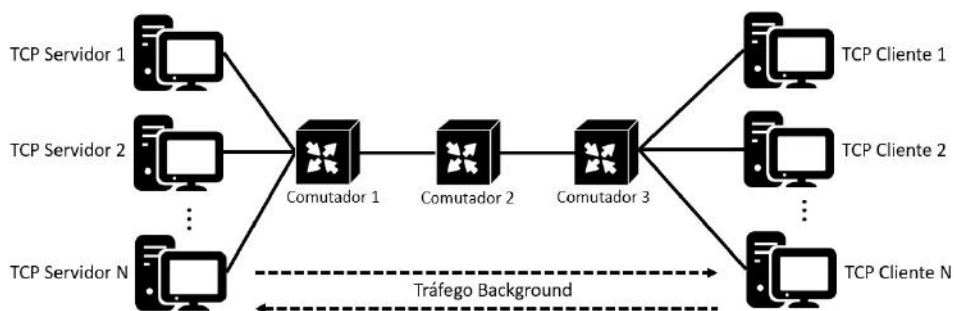 TCP Servidor 1
TCP Cliente 1
TCP Servidor 2
TCP Cliente 2
Comutador 1
Comutador 2
Comutador 3
TCP Servidor N
TCP Cliente N
Tráfego Background